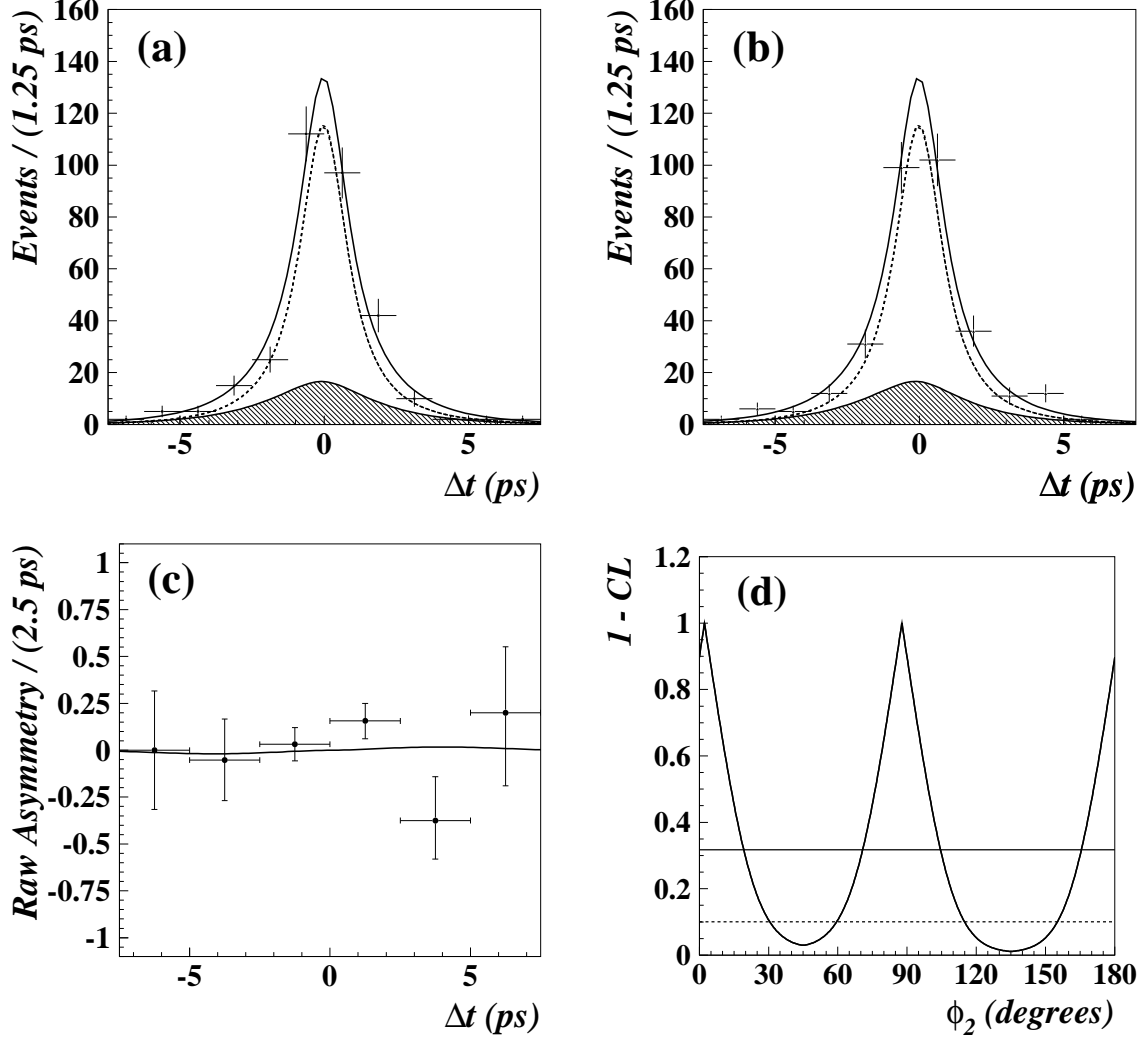 (a)
Events / (1.25 ps)
160
140
120
100
80
60
40
20
0
-5 0 5
Δt (ps)
(b)
Events / (1.25 ps)
160
140
120
100
80
60
40
20
0
-5 0 5
Δt (ps)
(c)
Raw Asymmetry / (2.5 ps)
1
0.75
0.5
0.25
0
-0.25
-0.5
-0.75
-1
-5 0 5
Δt (ps)
(d)
1 - CL
1.2
1
0.8
0.6
0.4
0.2
0
0 30 60 90 120 150 180
ϕ2 (degrees)